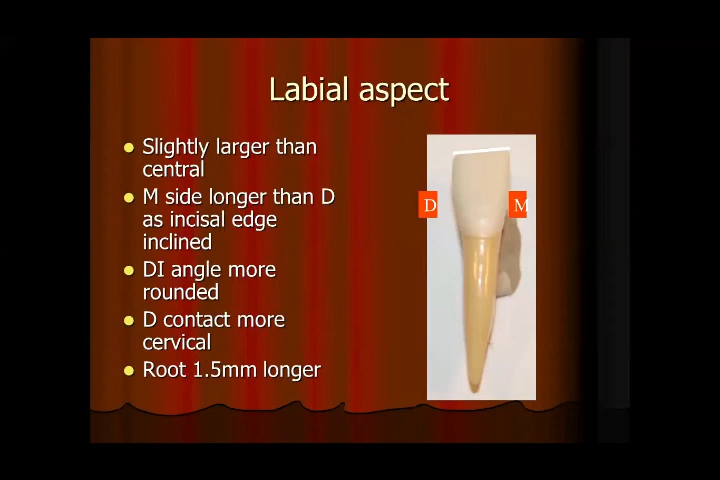 Labial aspect
Slightly larger than
central
M side longer than D
as incisal edge
inclined
DI angle more
rounded
D contact more
cervical
Root 1.5mm longer
D
M